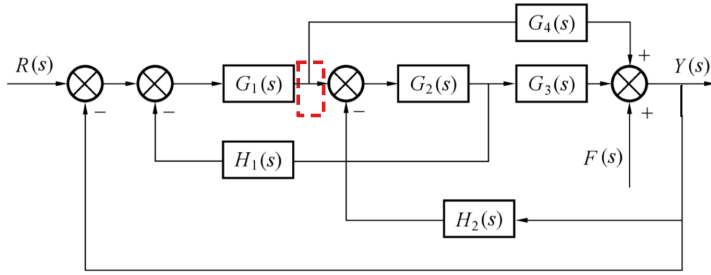 G₄(s)
+
R(s)
G₁(s)
G₂(s)
G₃(s)
Y(s)
−
−
−
+
H₁(s)
F(s)
H₂(s)